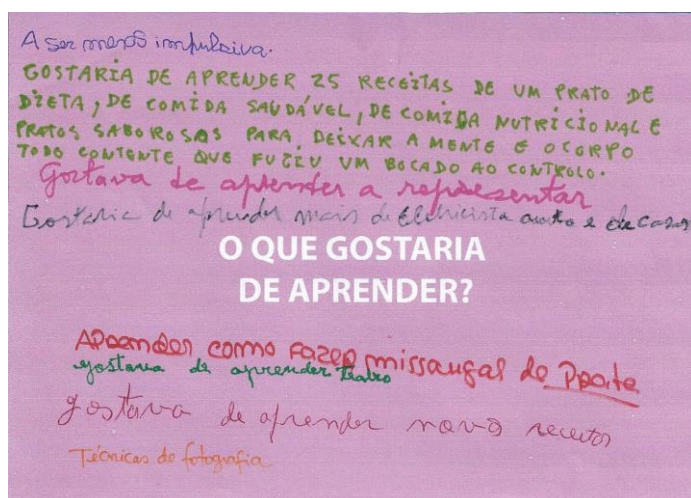 A ser menos impulsiva.
GOSTARIA DE APRENDER 25 RECEITAS DE UM PRATO DE
DIETA, DE COMIDA SAUDÁVEL, DE COMIDA NUTRICIONAL E
PRATOS SABOROSOS PARA DEIXAR A MENTE E O CORPO
TODO CONTENTE QUE FUGIU UM BOCADO AO CONTROLO.
Gostava de aprender a representar
Gostaria de aprender mais de Eletricista auto e de casas
O QUE GOSTARIA
DE APRENDER?
Aprender como fazer missangas de
gostava de aprender teatro
gostava de aprender novas receitas
Técnicas de fotografia